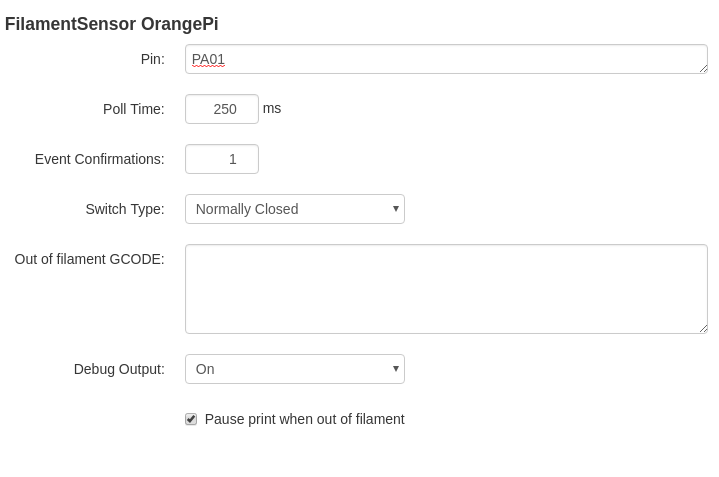 FilamentSensor OrangePi
Pin: PA01
Poll Time: 250 ms
Event Confirmations: 1
Switch Type: Normally Closed
Out of filament GCODE:
Debug Output: On
Pause print when out of filament